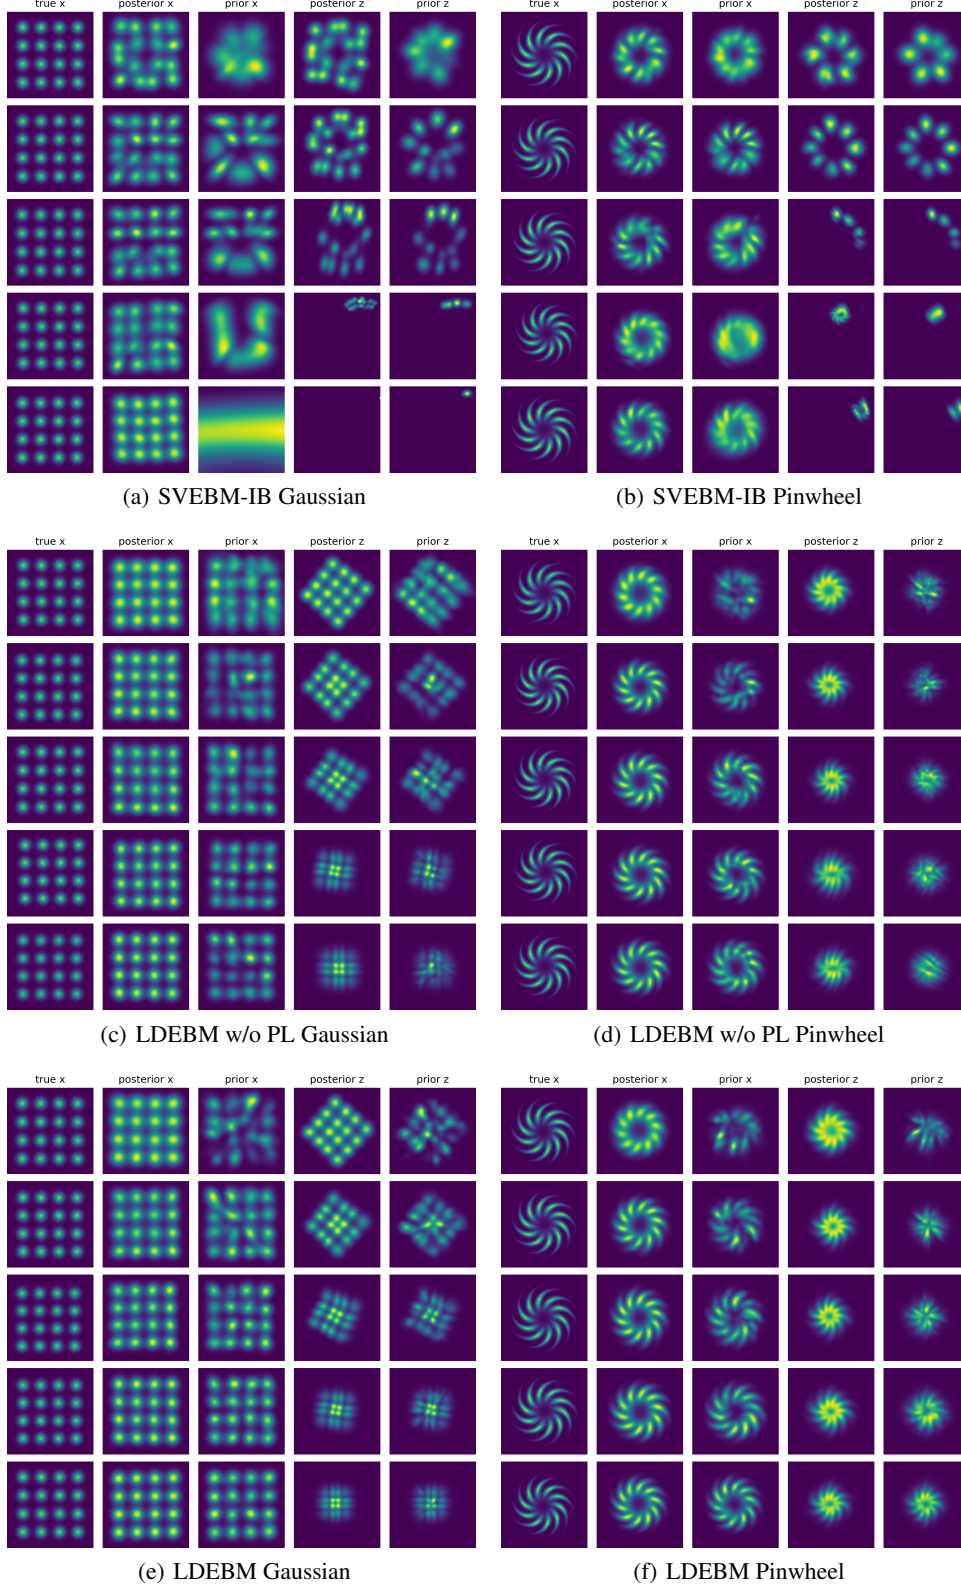 true x posterior x prior x posterior z prior z
true x posterior x prior x posterior z prior z
(a) SVEBM-IB Gaussian
(b) SVEBM-IB Pinwheel
true x posterior x prior x posterior z prior z
true x posterior x prior x posterior z prior z
(c) LDEBM w/o PL Gaussian
(d) LDEBM w/o PL Pinwheel
true x posterior x prior x posterior z prior z
true x posterior x prior x posterior z prior z
(e) LDEBM Gaussian
(f) LDEBM Pinwheel